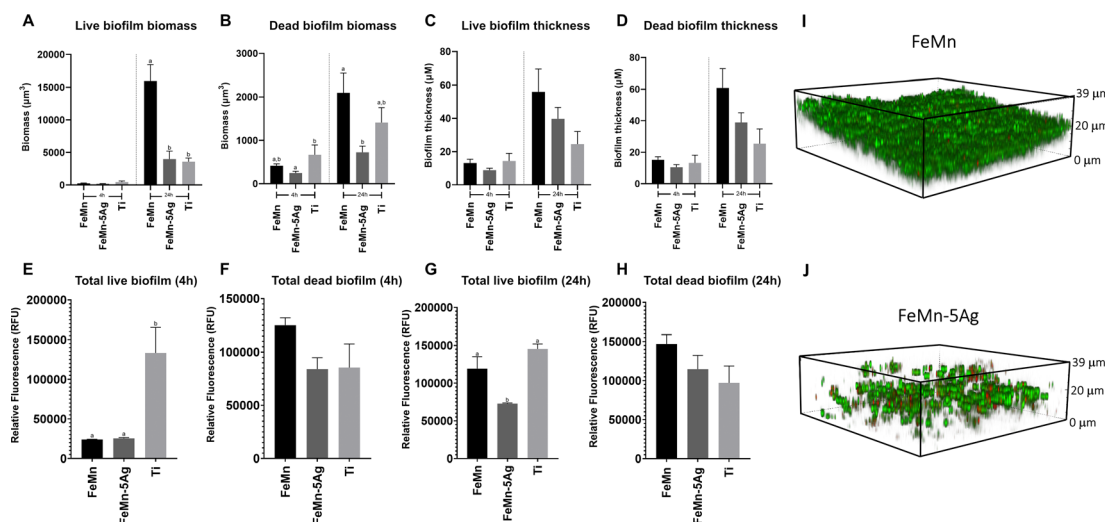 A Live biofilm biomass
Biomass (µm³)
20000
15000
10000
5000
0
a
b
b
4h
24h
FeMn
FeMn-5Ag
Ti
FeMn
FeMn-5Ag
Ti
B Dead biofilm biomass
Biomass (µm³)
3000
2000
1000
0
a,b
a
b
a
b
a,b
4h
24h
FeMn
FeMn-5Ag
Ti
FeMn
FeMn-5Ag
Ti
C Live biofilm thickness
Biofilm thickness (µM)
80
60
40
20
0
4h
24h
FeMn
FeMn-5Ag
Ti
FeMn
FeMn-5Ag
Ti
D Dead biofilm thickness
Biofilm thickness (µM)
80
60
40
20
0
4h
24h
FeMn
FeMn-5Ag
Ti
FeMn
FeMn-5Ag
Ti
I
FeMn
39 µm
20 µm
0 µm
E Total live biofilm (4h)
Relative Fluorescence (RFU)
200000
150000
100000
50000
0
a
a
b
FeMn
FeMn-5Ag
Ti
F Total dead biofilm (4h)
Relative Fluorescence (RFU)
150000
100000
50000
0
FeMn
FeMn-5Ag
Ti
G Total live biofilm (24h)
Relative Fluorescence (RFU)
200000
150000
100000
50000
0
a
b
a
FeMn
FeMn-5Ag
Ti
H Total dead biofilm (24h)
Relative Fluorescence (RFU)
200000
150000
100000
50000
0
FeMn
FeMn-5Ag
Ti
J
FeMn-5Ag
39 µm
20 µm
0 µm